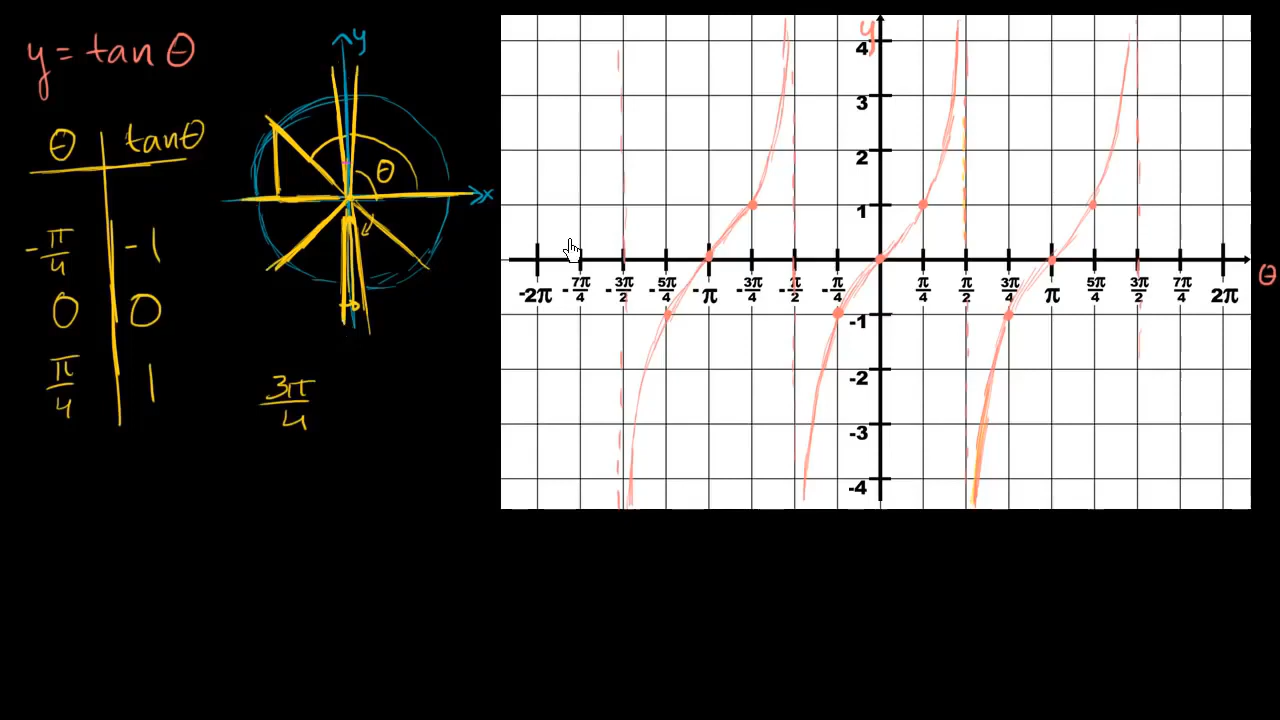 y = tan θ
θ tanθ
-π/4 -1
0 0
π/4 1
3π/4
y
x
θ
y
4
3
2
1
-2π -7π/4 -3π/2 -5π/4 -π -3π/4 -π/2 -π/4 π/4 π/2 3π/4 π 5π/4 3π/2 7π/4 2π θ
-1
-2
-3
-4